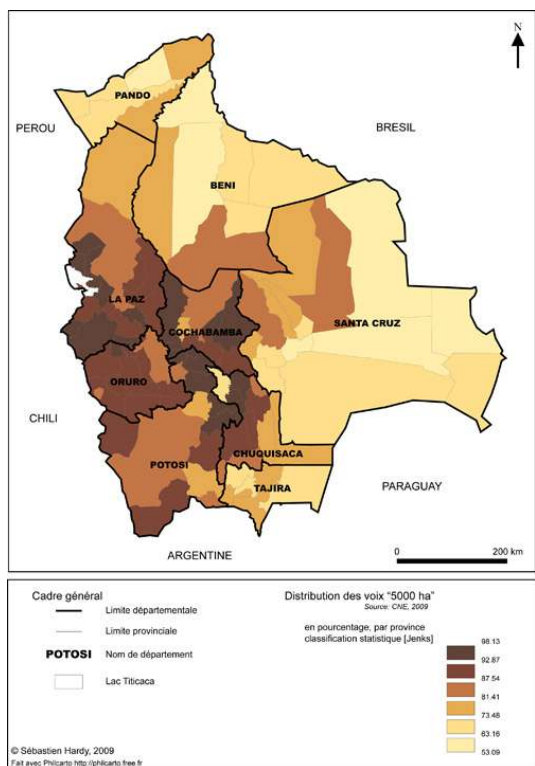 N
PEROU
BRESIL
PANDO
BENI
LA PAZ
COCHABAMBA
SANTA CRUZ
ORURO
CHILI
CHUQUISACA
POTOSI
TAJIRA
PARAGUAY
ARGENTINE
0 200 km
Cadre général
Limite départementale
Limite provinciale
POTOSI Nom de département
Lac Titicaca
© Sébastien Hardy, 2009
Fait avec Philcarto http://philcarto.free.fr
Distribution des voix "5000 ha"
Source: CNE, 2009
en pourcentage, par province
classification statistique [Jenks]
98.13
92.87
87.54
81.41
73.48
63.16
53.09